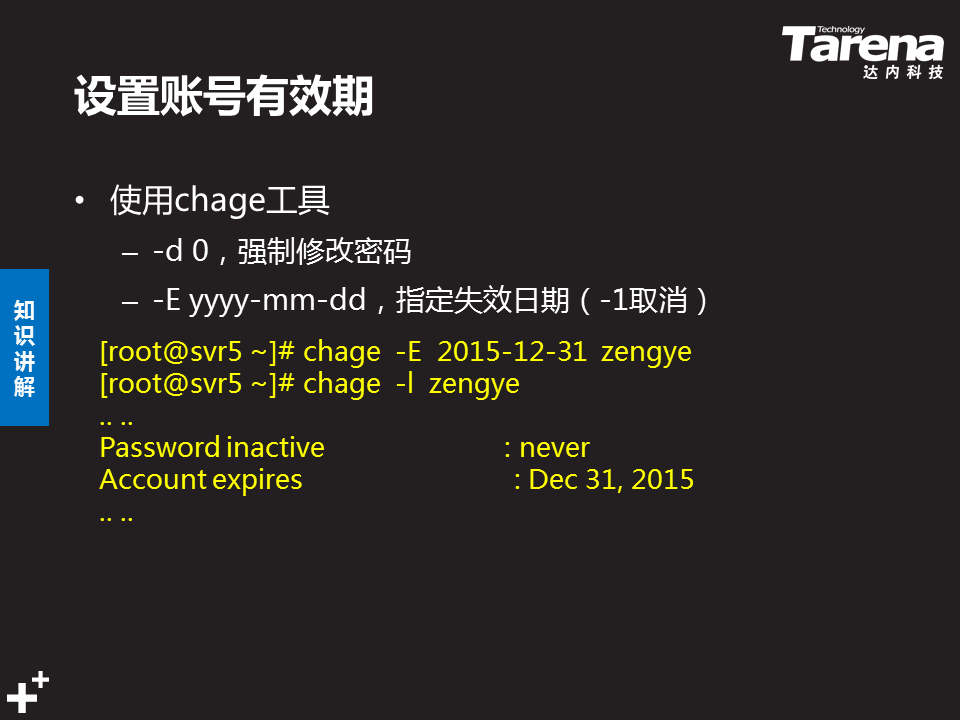 Technology
Tarena
达内科技
设置账号有效期
• 使用chage工具
– -d 0，强制修改密码
– -E yyyy-mm-dd，指定失效日期（-1取消）
知识讲解
[root@svr5 ~]# chage  -E  2015-12-31  zengye
[root@svr5 ~]# chage  -l  zengye
.. ..
Password inactive                    : never
Account expires                      : Dec 31, 2015
.. ..